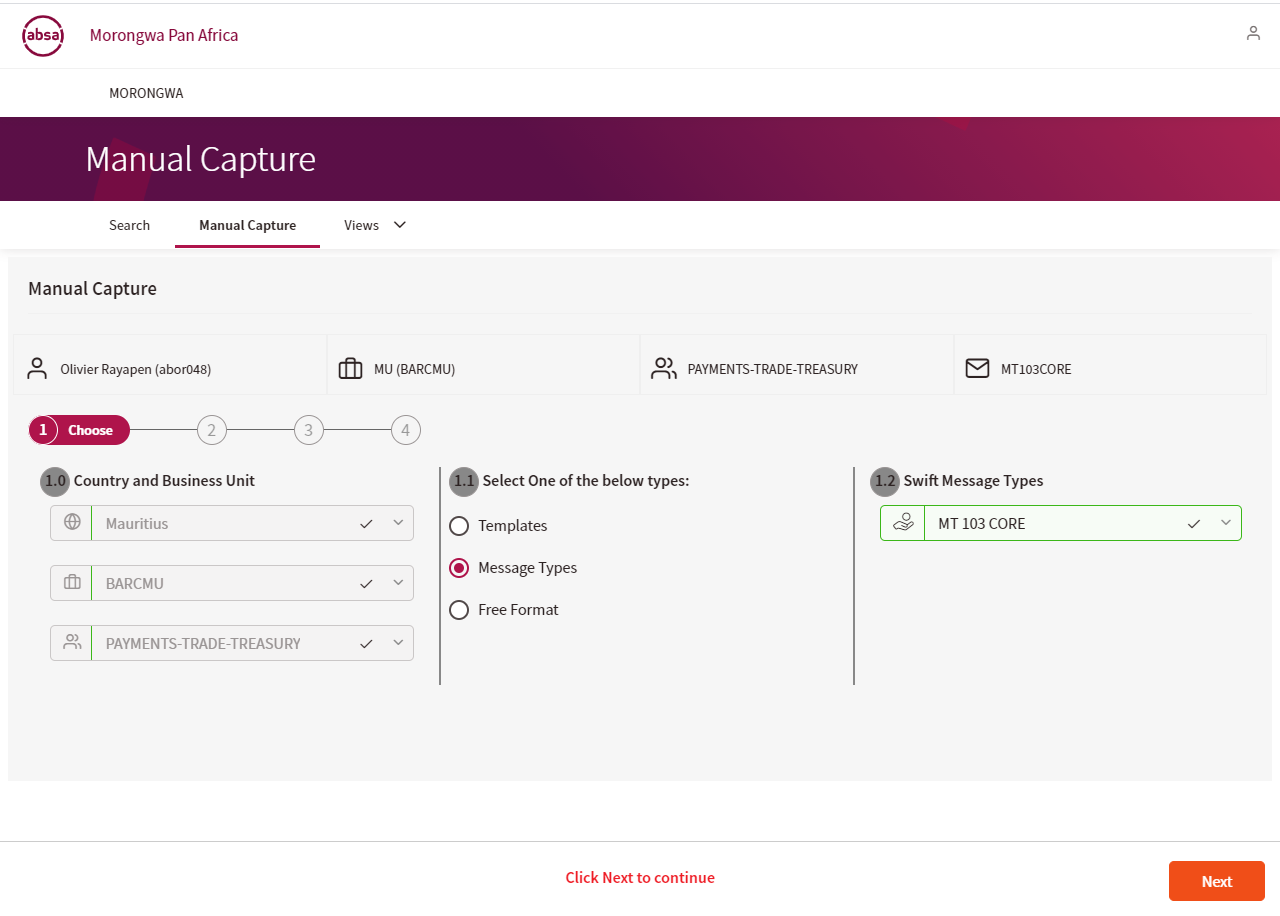 absa Morongwa Pan Africa
MORONGWA
Manual Capture
Search Manual Capture Views
Manual Capture
Olivier Rayapen (abor048) MU (BARCMU) PAYMENTS-TRADE-TREASURY MT103CORE
1 Choose 2 3 4
1.0 Country and Business Unit 1.1 Select One of the below types: 1.2 Swift Message Types
Mauritius Templates MT 103 CORE
Message Types
BARCMU
Free Format
PAYMENTS-TRADE-TREASURY
Click Next to continue Next